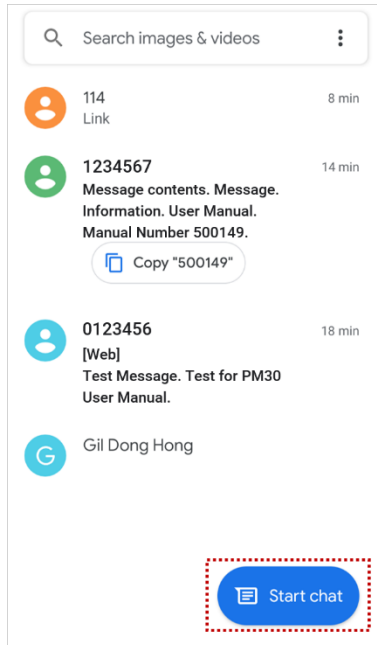 Search images & videos
114
8 min
Link
1234567
14 min
Message contents. Message.
Information. User Manual.
Manual Number 500149.
Copy "500149"
0123456
18 min
[Web]
Test Message. Test for PM30
User Manual.
G
Gil Dong Hong
Start chat